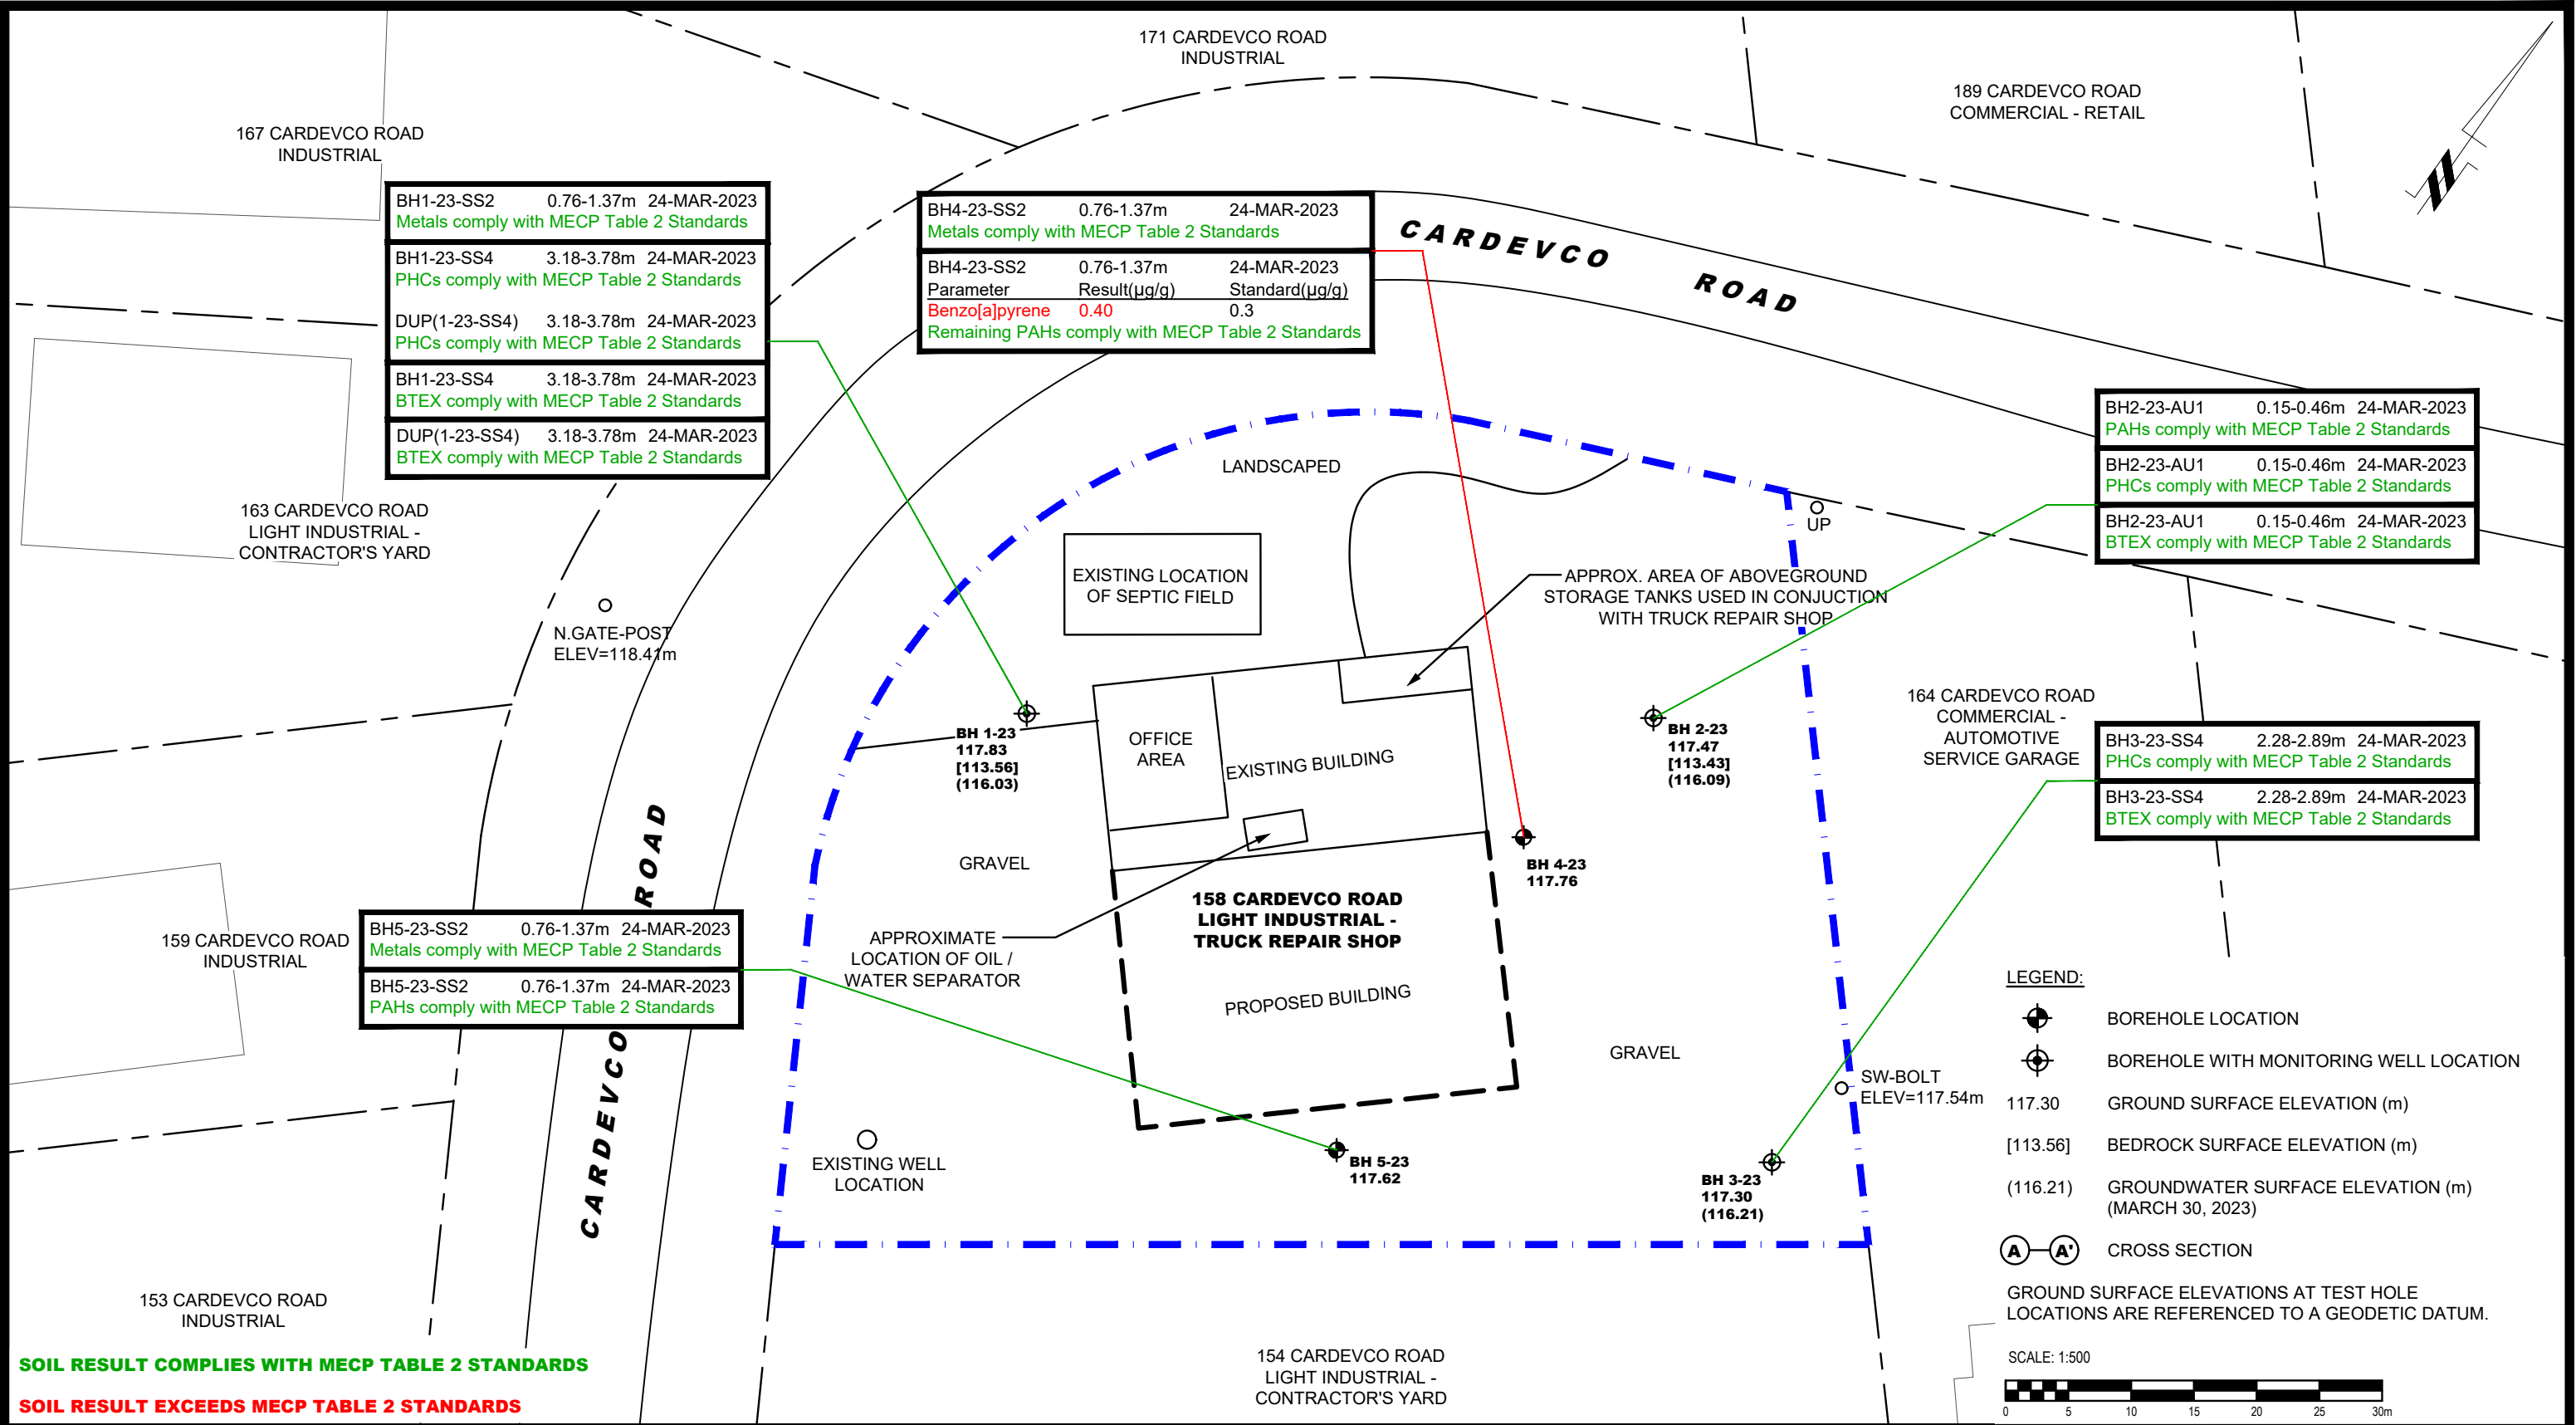 171 CARDEVCO ROAD
INDUSTRIAL
189 CARDEVCO ROAD
COMMERCIAL - RETAIL
167 CARDEVCO ROAD
INDUSTRIAL
BH1-23-SS2 0.76-1.37m 24-MAR-2023
Metals comply with MECP Table 2 Standards
BH1-23-SS4 3.18-3.78m 24-MAR-2023
PHCs comply with MECP Table 2 Standards
DUP(1-23-SS4) 3.18-3.78m 24-MAR-2023
PHCs comply with MECP Table 2 Standards
BH1-23-SS4 3.18-3.78m 24-MAR-2023
BTEX comply with MECP Table 2 Standards
DUP(1-23-SS4) 3.18-3.78m 24-MAR-2023
BTEX comply with MECP Table 2 Standards
BH4-23-SS2 0.76-1.37m 24-MAR-2023
Metals comply with MECP Table 2 Standards
BH4-23-SS2 0.76-1.37m 24-MAR-2023
Parameter Result(µg/g) Standard(µg/g)
Benzo[a]pyrene 0.40 0.3
Remaining PAHs comply with MECP Table 2 Standards
CARDEVCO ROAD
BH2-23-AU1 0.15-0.46m 24-MAR-2023
PAHs comply with MECP Table 2 Standards
BH2-23-AU1 0.15-0.46m 24-MAR-2023
PHCs comply with MECP Table 2 Standards
BH2-23-AU1 0.15-0.46m 24-MAR-2023
BTEX comply with MECP Table 2 Standards
LANDSCAPED
163 CARDEVCO ROAD
LIGHT INDUSTRIAL -
CONTRACTOR'S YARD
UP
EXISTING LOCATION
OF SEPTIC FIELD
APPROX. AREA OF ABOVEGROUND
STORAGE TANKS USED IN CONJUCTION
WITH TRUCK REPAIR SHOP
N.GATE-POST
ELEV=118.41m
164 CARDEVCO ROAD
COMMERCIAL -
AUTOMOTIVE
SERVICE GARAGE
BH 1-23
117.83
[113.56]
(116.03)
OFFICE
AREA
EXISTING BUILDING
BH 2-23
117.47
[113.43]
(116.09)
BH3-23-SS4 2.28-2.89m 24-MAR-2023
PHCs comply with MECP Table 2 Standards
BH3-23-SS4 2.28-2.89m 24-MAR-2023
BTEX comply with MECP Table 2 Standards
GRAVEL
BH 4-23
117.76
158 CARDEVCO ROAD
LIGHT INDUSTRIAL -
TRUCK REPAIR SHOP
APPROXIMATE
LOCATION OF OIL /
WATER SEPARATOR
159 CARDEVCO ROAD
INDUSTRIAL
BH5-23-SS2 0.76-1.37m 24-MAR-2023
Metals comply with MECP Table 2 Standards
BH5-23-SS2 0.76-1.37m 24-MAR-2023
PAHs comply with MECP Table 2 Standards
PROPOSED BUILDING
CARDEVCO ROAD
GRAVEL
SW-BOLT
ELEV=117.54m
EXISTING WELL
LOCATION
BH 5-23
117.62
BH 3-23
117.30
(116.21)
LEGEND:
BOREHOLE LOCATION
BOREHOLE WITH MONITORING WELL LOCATION
117.30 GROUND SURFACE ELEVATION (m)
[113.56] BEDROCK SURFACE ELEVATION (m)
(116.21) GROUNDWATER SURFACE ELEVATION (m)
(MARCH 30, 2023)
A A' CROSS SECTION
GROUND SURFACE ELEVATIONS AT TEST HOLE
LOCATIONS ARE REFERENCED TO A GEODETIC DATUM.
SCALE: 1:500
0 5 10 15 20 25 30m
153 CARDEVCO ROAD
INDUSTRIAL
154 CARDEVCO ROAD
LIGHT INDUSTRIAL -
CONTRACTOR'S YARD
SOIL RESULT COMPLIES WITH MECP TABLE 2 STANDARDS
SOIL RESULT EXCEEDS MECP TABLE 2 STANDARDS